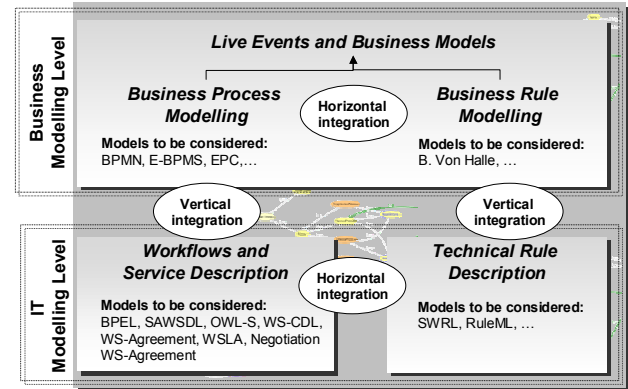 Business
Modelling Level
Live Events and Business Models
Business Process
Modelling
Models to be considered:
BPMN, E-BPMS, EPC,…
Horizontal
integration
Business Rule
Modelling
Models to be considered:
B. Von Halle, …
Vertical
integration
Vertical
integration
IT
Modelling Level
Workflows and
Service Description
Models to be considered:
BPEL, SAWSDL, OWL-S, WS-CDL,
WS-Agreement, WSLA, Negotiation
WS-Agreement
Horizontal
integration
Technical Rule
Description
Models to be considered:
SWRL, RuleML, …